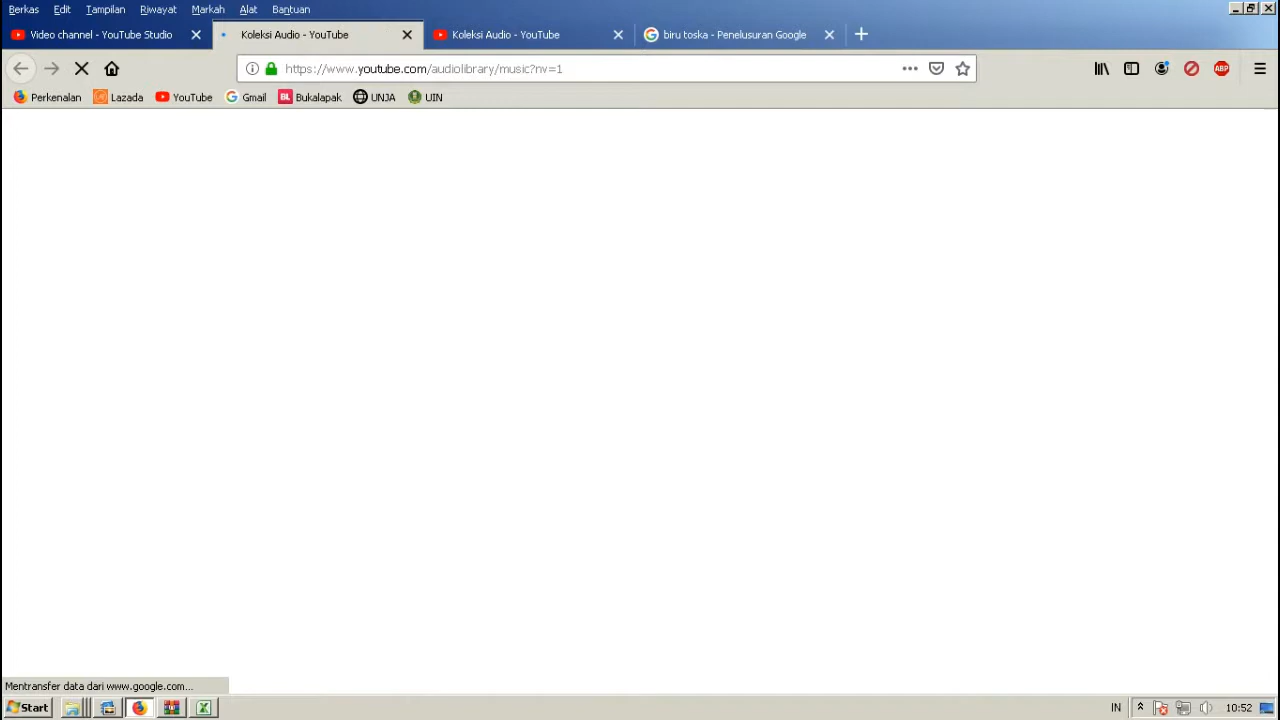 Berkas Edit Tampilan Riwayat Markah Alat Bantuan
Video channel - YouTube Studio Koleksi Audio - YouTube Koleksi Audio - YouTube biru toska - Penelusuran Google
https://www.youtube.com/audiolibrary/music?nv=1 ABP
Perkenalan Lazada YouTube Gmail BL Bukalapak UNJA UIN
Mentransfer data dari www.google.com...
Start IN 10:52